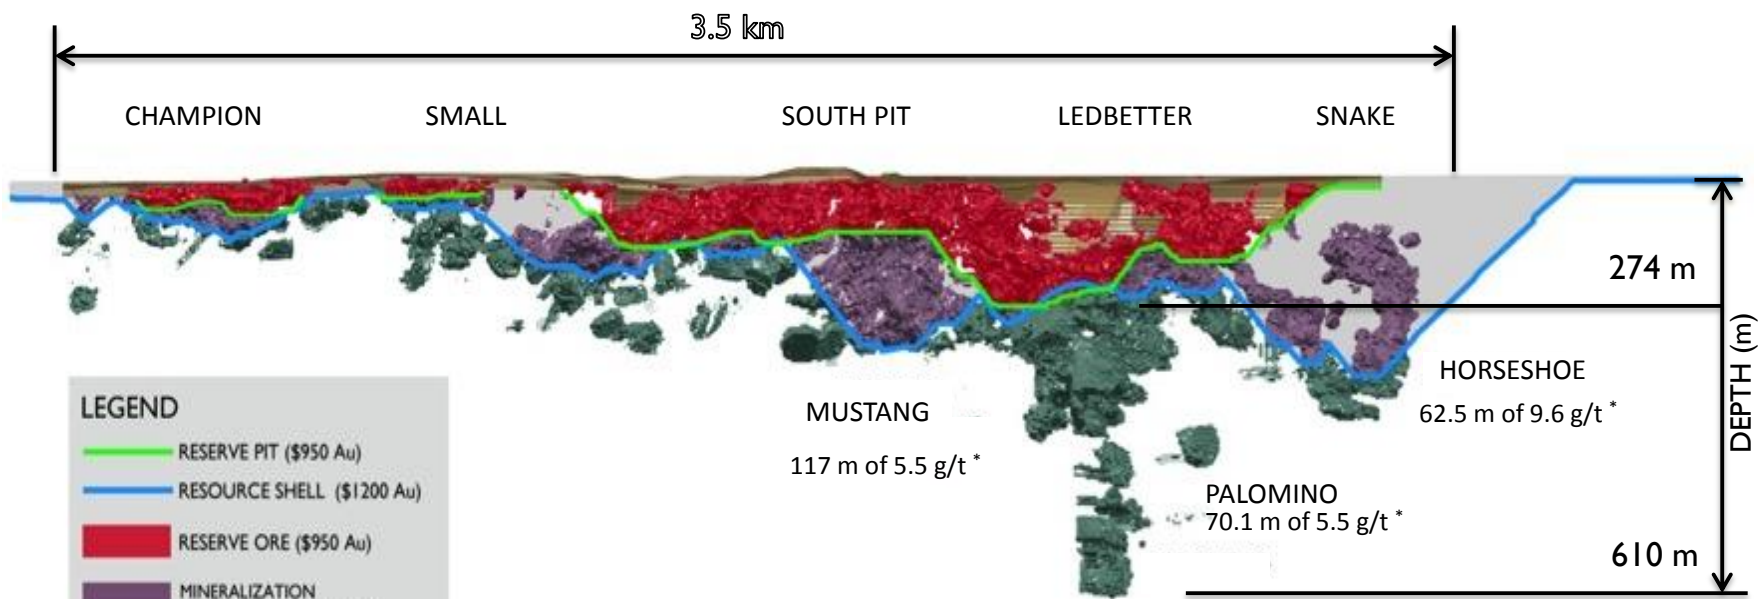 3.5 km
CHAMPION
SMALL
SOUTH PIT
LEDBETTER
SNAKE
274 m
HORSESHOE
62.5 m of 9.6 g/t *
DEPTH (m)
MUSTANG
117 m of 5.5 g/t *
PALOMINO
70.1 m of 5.5 g/t *
610 m
LEGEND
RESERVE PIT ($950 Au)
RESOURCE SHELL ($1200 Au)
RESERVE ORE ($950 Au)
MINERALIZATION